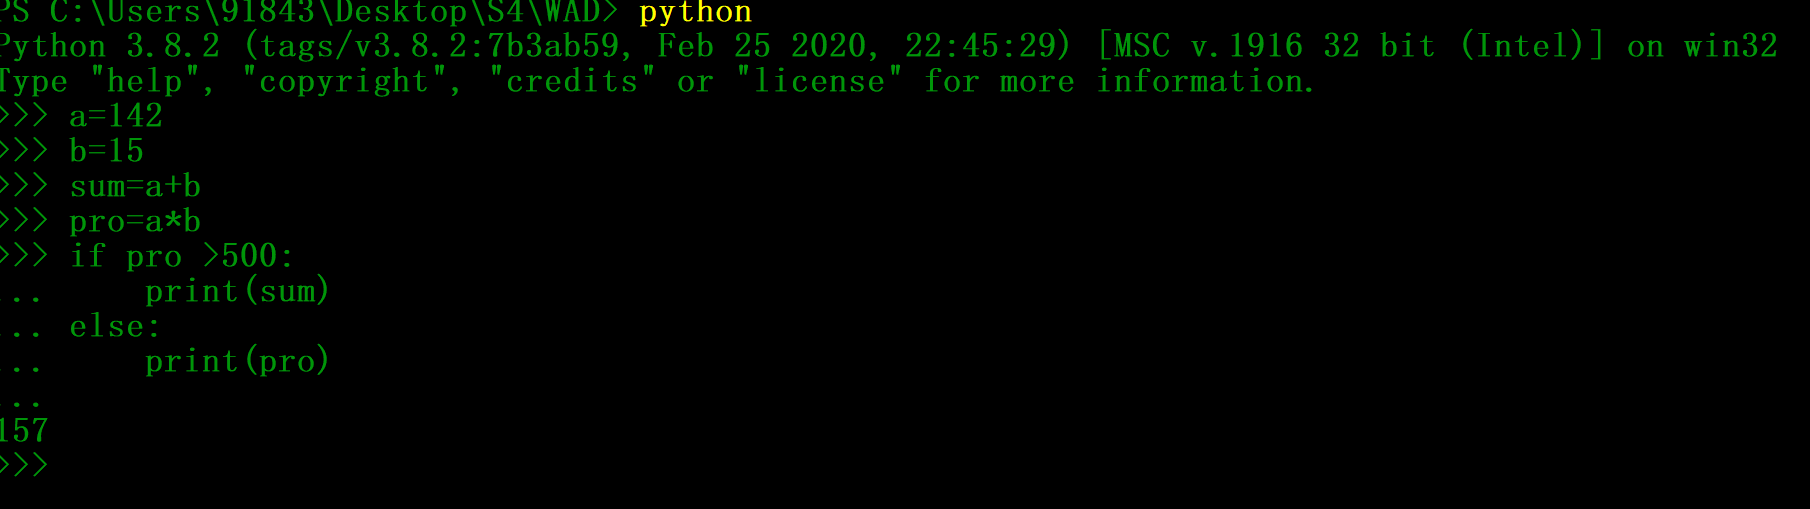 PS C:\Users\91843\Desktop\S4\WAD> python
Python 3.8.2 (tags/v3.8.2:7b3ab59, Feb 25 2020, 22:45:29) [MSC v.1916 32 bit (Intel)] on win32
Type "help", "copyright", "credits" or "license" for more information.
>>> a=142
>>> b=15
>>> sum=a+b
>>> pro=a*b
>>> if pro >500:
...     print(sum)
... else:
...     print(pro)
...
157
>>>